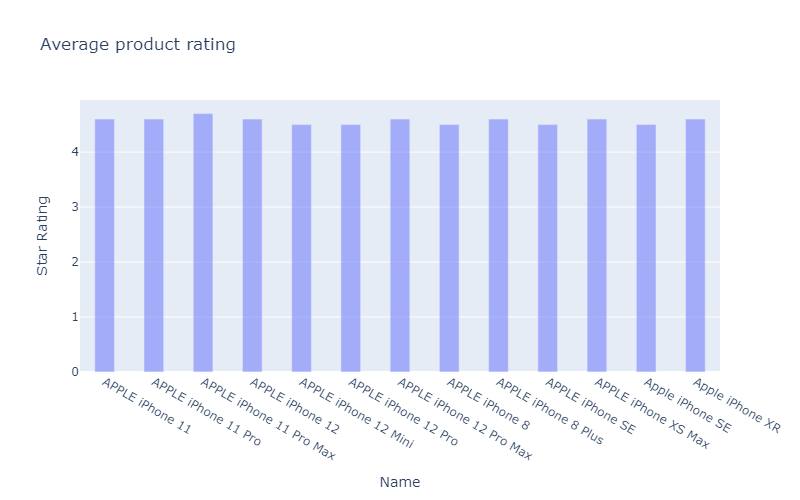 Average product rating
4
3
2
1
0
Star Rating
APPLE iPhone 11
APPLE iPhone 11 Pro
APPLE iPhone 11 Pro Max
APPLE iPhone 12
APPLE iPhone 12 Mini
APPLE iPhone 12 Pro
APPLE iPhone 12 Pro Max
APPLE iPhone 8
APPLE iPhone 8 Plus
APPLE iPhone SE
APPLE iPhone XS Max
Apple iPhone SE
Apple iPhone XR
Name